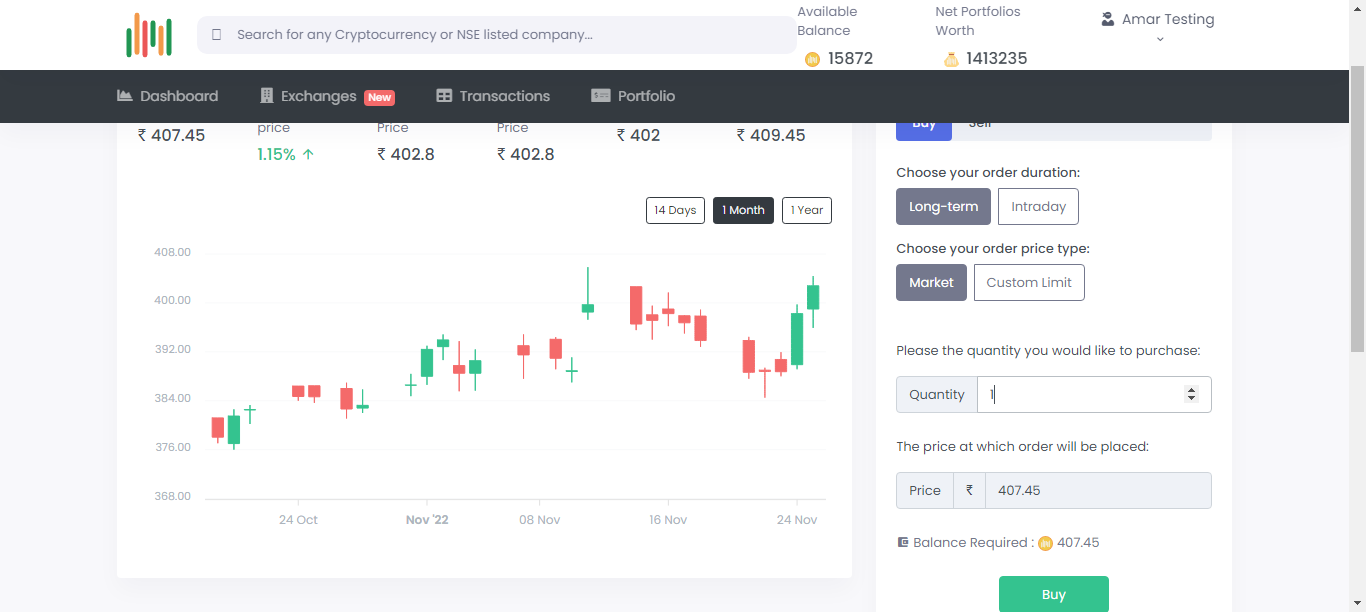 Search for any Cryptocurrency or NSE listed company...
Available
Balance
15872
Net Portfolios
Worth
1413235
Amar Testing
Dashboard
Exchanges New
Transactions
Portfolio
₹ 407.45
price
1.15% ↑
Price
₹ 402.8
Price
₹ 402.8
₹ 402
₹ 409.45
14 Days
1 Month
1 Year
408.00
400.00
392.00
384.00
376.00
368.00
24 Oct
Nov '22
08 Nov
16 Nov
24 Nov
Buy
Sell
Choose your order duration:
Long-term
Intraday
Choose your order price type:
Market
Custom Limit
Please the quantity you would like to purchase:
Quantity
1
The price at which order will be placed:
Price
₹
407.45
Balance Required : 407.45
Buy